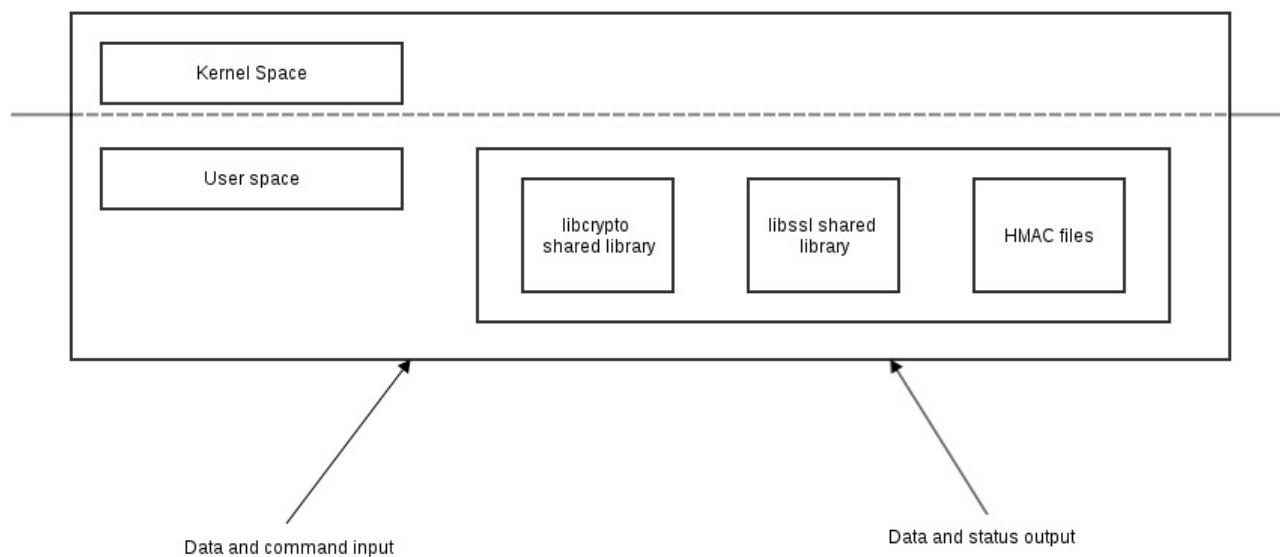 Kernel Space
User space
libcrypto
shared library
libssl shared
library
HMAC files
Data and command input
Data and status output